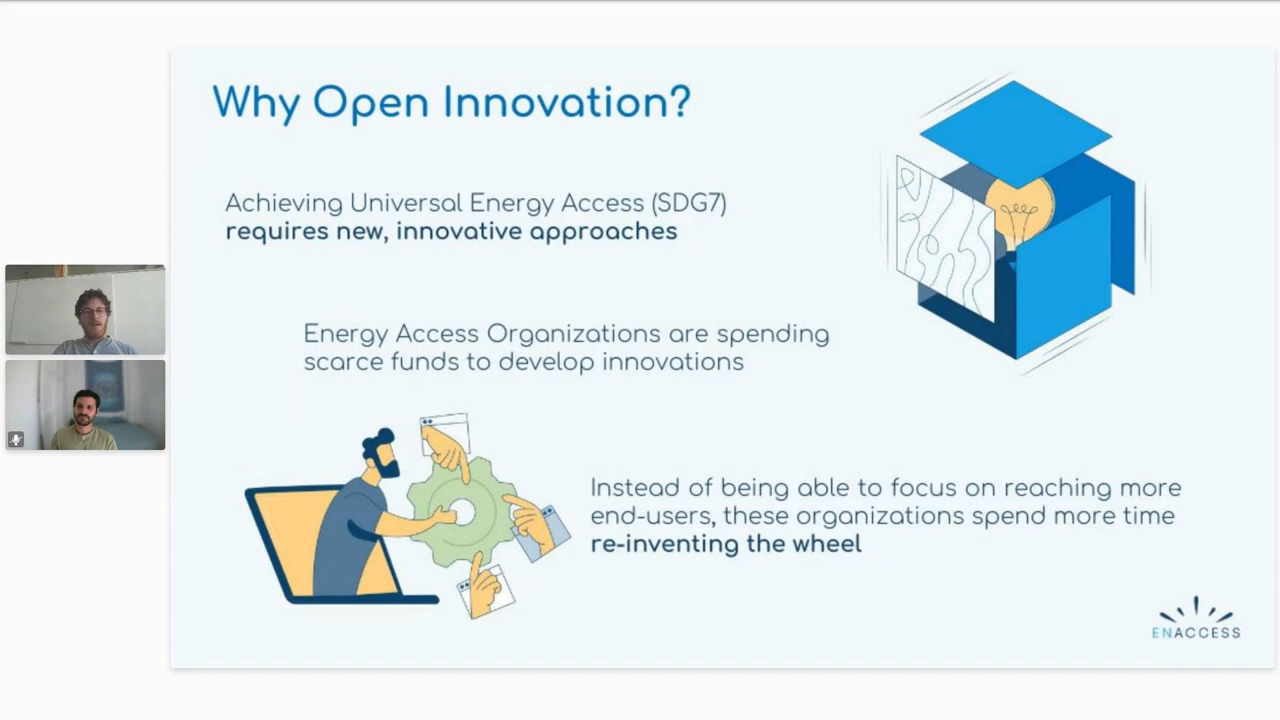 Why Open Innovation?
Achieving Universal Energy Access (SDG7)
requires new, innovative approaches
Energy Access Organizations are spending
scarce funds to develop innovations
Instead of being able to focus on reaching more
end-users, these organizations spend more time
re-inventing the wheel
ENACCESS